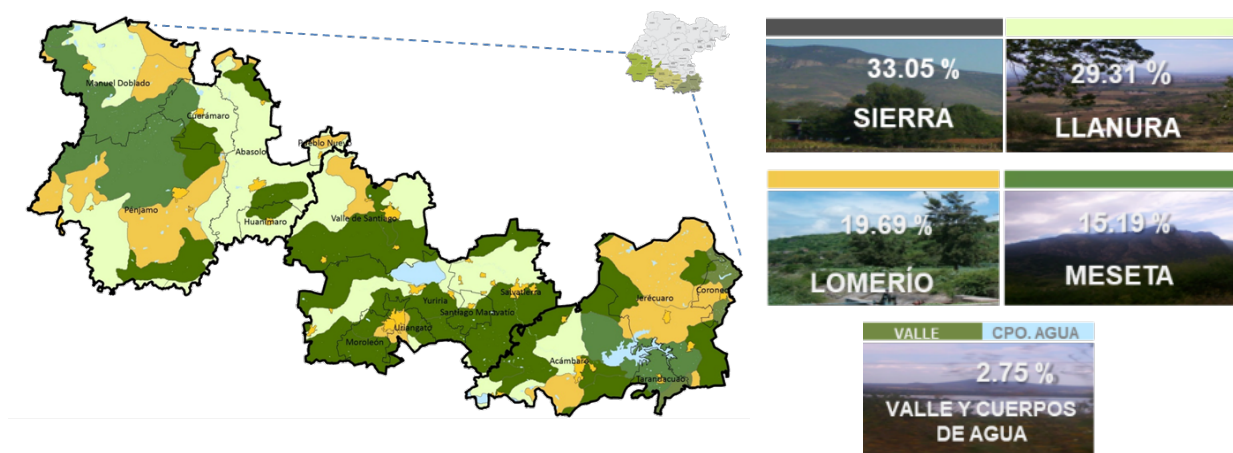 Manuel Doblado
Cuerámaro
Abasolo
Pueblo Nuevo
Pénjamo
Huanímaro
Valle de Santiago
Yuriria
Salvatierra
Santiago Maravatío
Uriangato
Moroleón
Jerécuaro
Coroneo
Acámbaro
Tarandacuao
33.05 %
SIERRA
29.31 %
LLANURA
19.69 %
LOMERÍO
15.19 %
MESETA
VALLE
CPO. AGUA
2.75 %
VALLE Y CUERPOS
DE AGUA